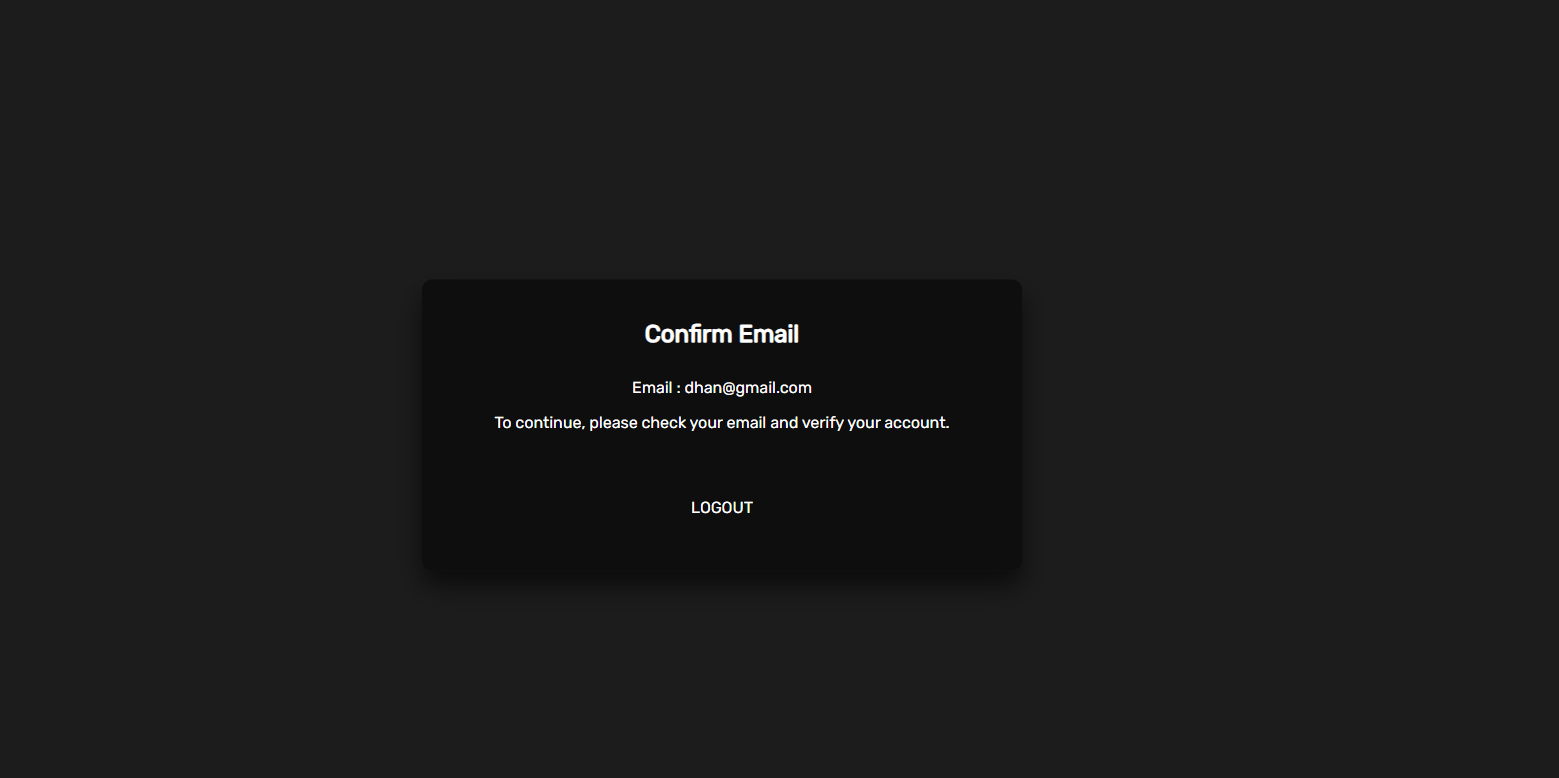 Confirm Email
Email : dhan@gmail.com
To continue, please check your email and verify your account.
LOGOUT